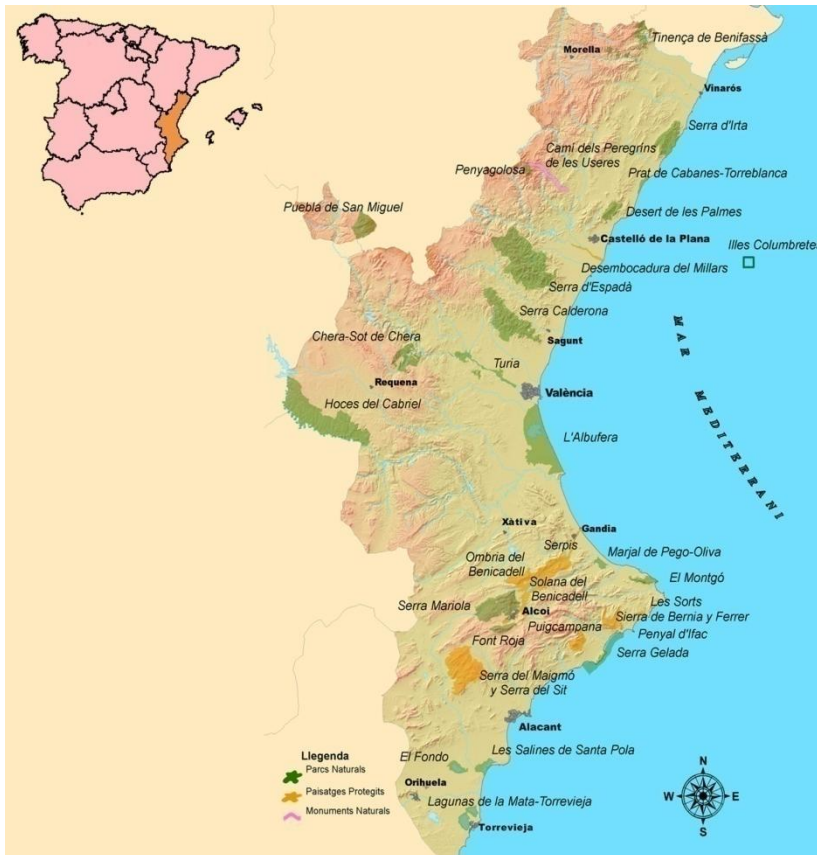 Tinença de Benifassà
Morella
Vinaròs
Serra d'Irta
Camí dels Peregríns
de les Useres
Penyagolosa
Prat de Cabanes-Torreblanca
Puebla de San Miguel
Desert de les Palmes
Castelló de la Plana
Illes Columbretes
Desembocadura del Millars
Serra d'Espadà
Serra Calderona
MAR MEDITERRANI
Chera-Sot de Chera
Sagunt
Turia
Requena
València
Hoces del Cabriel
L'Albufera
Xàtiva
Gandia
Serpis
Ombria del
Benicadell
Marjal de Pego-Oliva
Solana del
Benicadell
El Montgó
Serra Mariola
Les Sorts
Alcoi
Sierra de Bernia y Ferrer
Puigcampana
Penyal d'Ifac
Font Roja
Serra Gelada
Serra del Maigmó
y Serra del Sit
Alacant
El Fondo
Les Salines de Santa Pola
Llegenda
Parcs Naturals
Paisatges Protegits
Monuments Naturals
Orihuela
Lagunas de la Mata-Torrevieja
Torrevieja
N
W
E
S